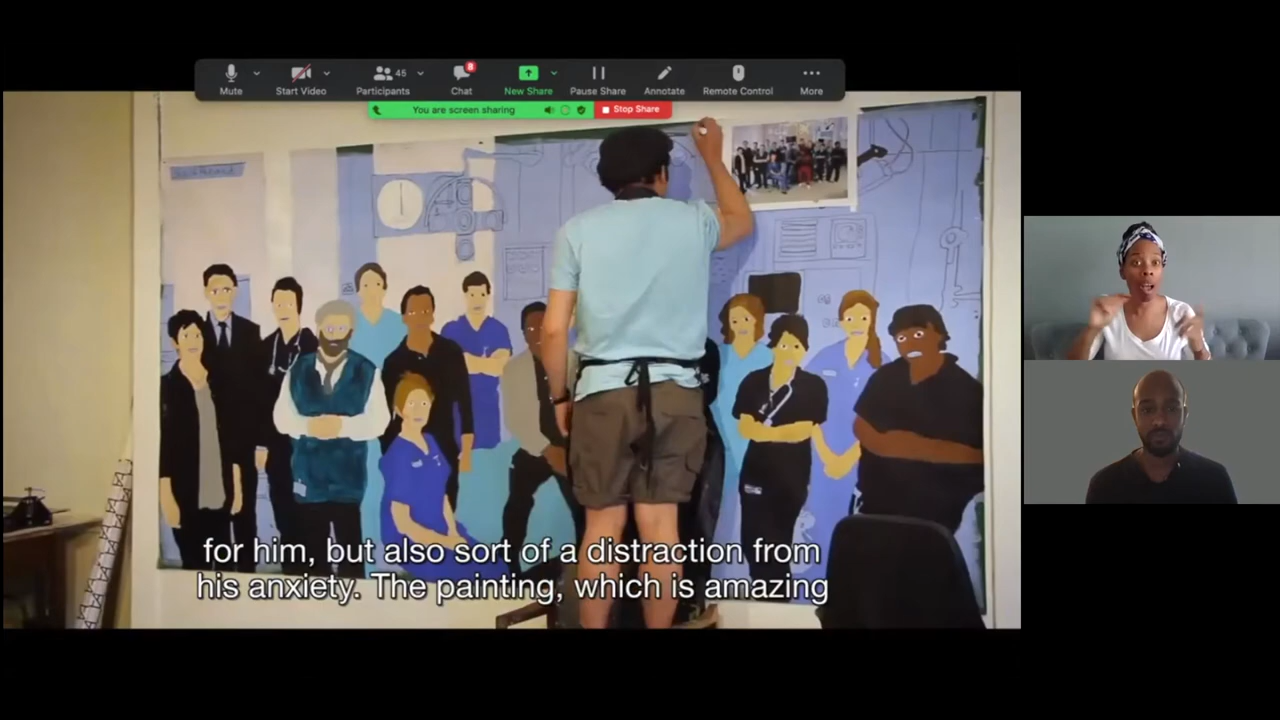 45
8
Mute
Start Video
Participants
Chat
New Share
Pause Share
Annotate
Remote Control
More
You are screen sharing
Stop Share
for him, but also sort of a distraction from
his anxiety. The painting, which is amazing